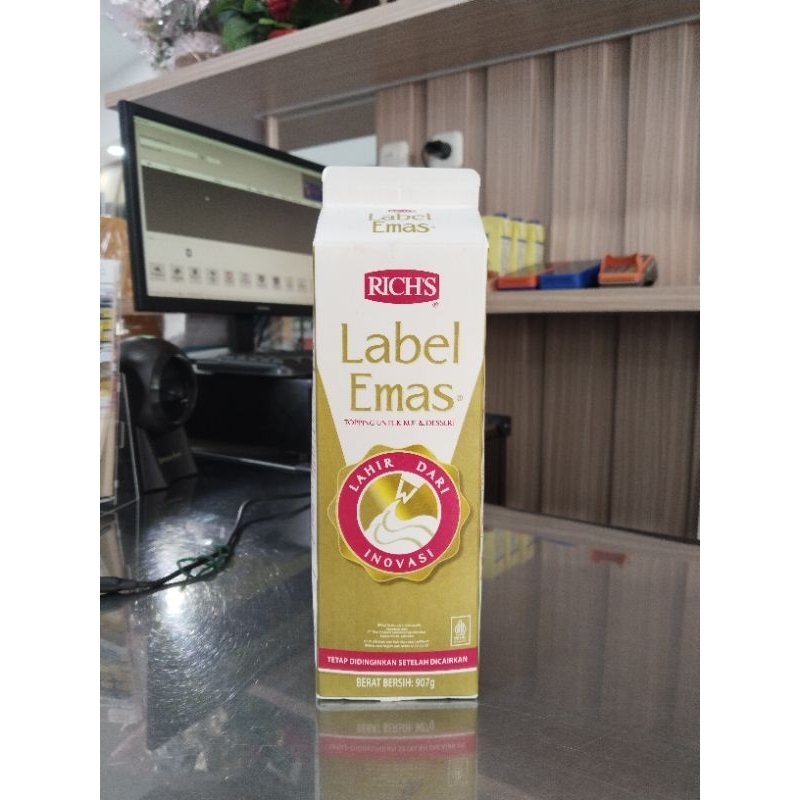 Label
Emas®
RICH'S
®
Label
Emas®
TOPPING UNTUK KUE & DESSERT
LAHIR DARI
INOVASI
TETAP DIDINGINKAN SETELAH DICAIRKAN
BERAT BERSIH: 907g